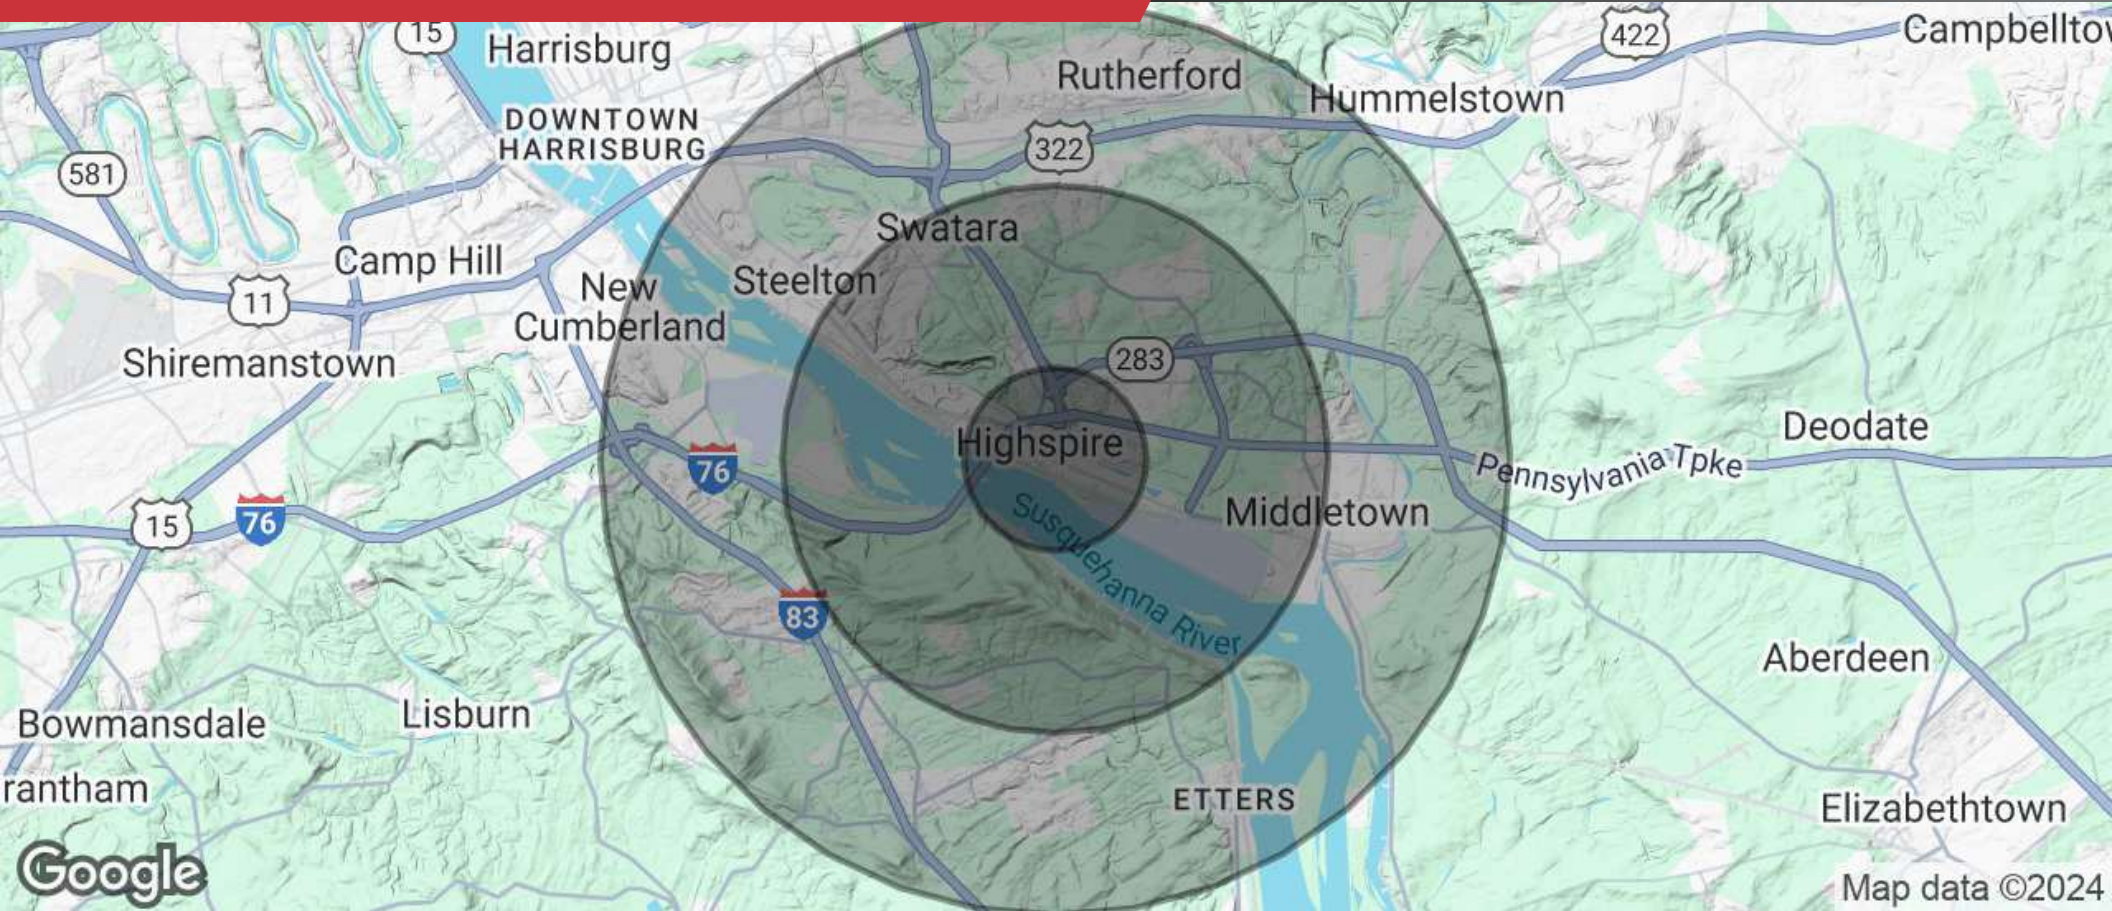 15
Harrisburg
422
Campbelltov
Rutherford
Hummelstown
DOWNTOWN
HARRISBURG
322
581
Swatara
Camp Hill
Steelton
New
Cumberland
11
Shiremanstown
283
Highspire
Deodate
76
Pennsylvania Tpke
15
76
Middletown
Susquehanna River
83
Aberdeen
Bowmansdale
Lisburn
rantham
ETTERS
Elizabethtown
Google
Map data ©2024